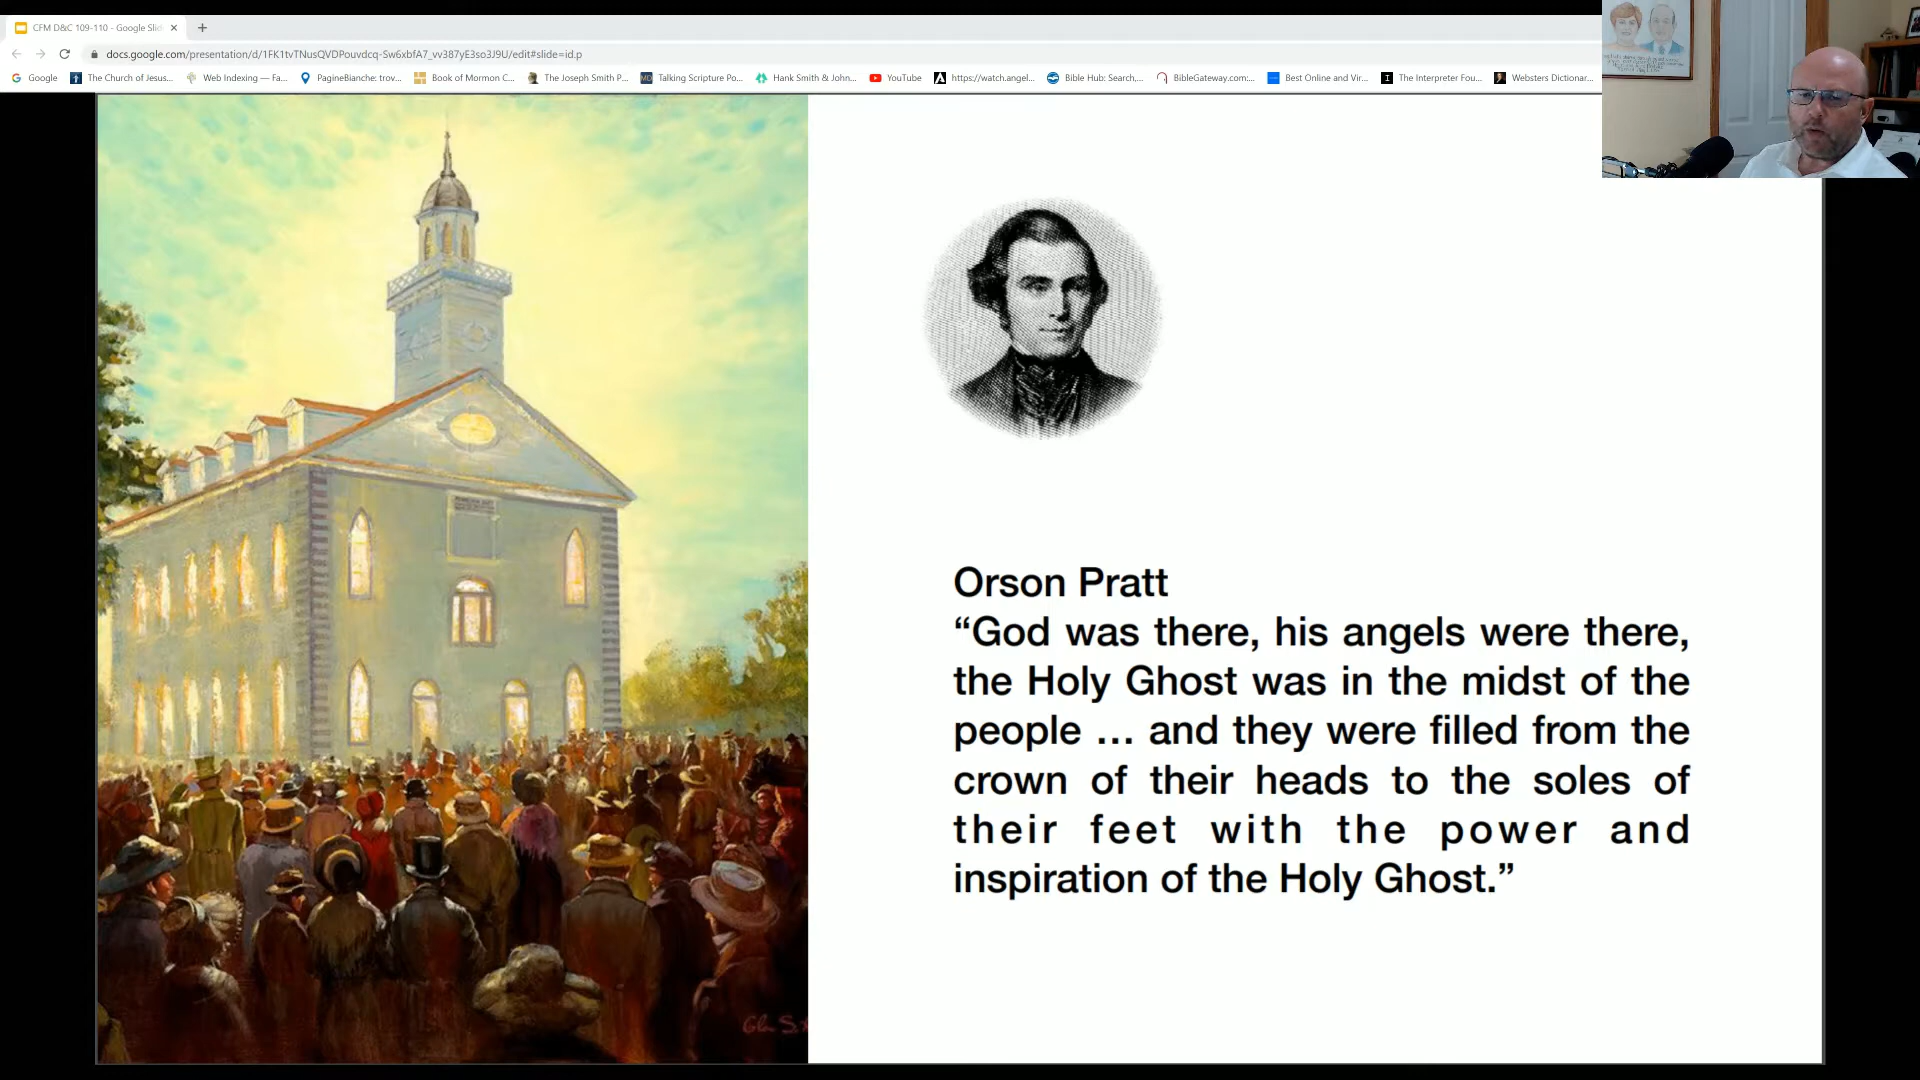 CFM D&C 109-110 - Google Slid
docs.google.com/presentation/d/1FK1tvTNusQVDPouvdcq-Sw6xbfA7_vv387yE3so3J9U/edit#slide=id.p
Google
The Church of Jesus...
Web Indexing — Fa...
PagineBianche: trov...
Book of Mormon C...
The Joseph Smith P...
Talking Scripture Po...
Hank Smith & John...
YouTube
https://watch.angel...
Bible Hub: Search,...
BibleGateway.com:...
Best Online and Vir...
The Interpreter Fou...
Websters Dictionar...
Orson Pratt
“God was there, his angels were there,
the Holy Ghost was in the midst of the
people ... and they were filled from the
crown of their heads to the soles of
their feet with the power and
inspiration of the Holy Ghost.”